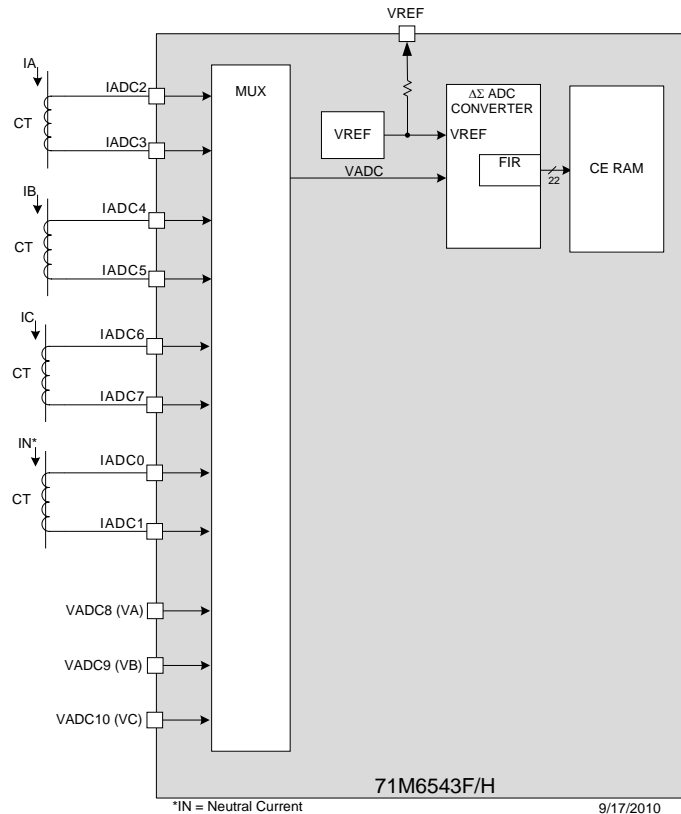 VREF
IA
IADC2
CT
IADC3
MUX
ΔΣ ADC
CONVERTER
VREF
VREF
FIR
22
CE RAM
VADC
IB
IADC4
CT
IADC5
IC
IADC6
CT
IADC7
IN*
IADC0
CT
IADC1
VADC8 (VA)
VADC9 (VB)
VADC10 (VC)
71M6543F/H
*IN = Neutral Current
9/17/2010